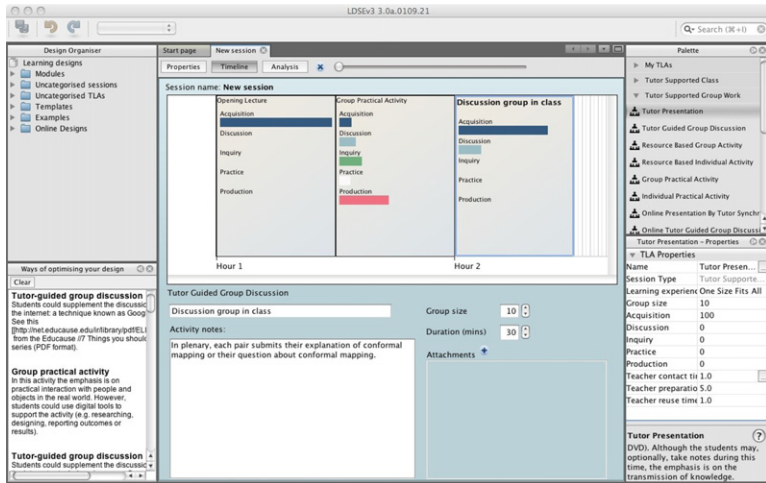 LDSEv3 3.0a.0109.21
Search (⌘+I)
Design Organiser
Learning designs
Modules
Uncategorised sessions
Uncategorised TLAs
Templates
Examples
Online Designs
Start page
New session
Properties
Timeline
Analysis
Session name: New session
Opening Lecture
Acquisition
Discussion
Inquiry
Practice
Production
Group Practical Activity
Acquisition
Discussion
Inquiry
Practice
Production
Discussion group in class
Acquisition
Discussion
Inquiry
Practice
Production
Hour 1
Hour 2
Tutor Guided Group Discussion
Discussion group in class
Activity notes:
In plenary, each pair submits their explanation of conformal
mapping or their question about conformal mapping.
Group size
10
Duration (mins)
30
Attachments
Ways of optimising your design
Clear
Tutor-guided group discussion
Students could supplement the discussic
the internet: a technique known as Goog
See this
[[http://net.educause.edu/ir/library/pdf/ELI
from the Educause //7 Things you shoulc
series (PDF format).
Group practical activity
In this activity the emphasis is on
practical interaction with people and
objects in the real world. However,
students could use digital tools to
support the activity (e.g. researching,
designing, reporting outcomes or
results).
Tutor-guided group discussion
Students could supplement the discussic
Palette
My TLAs
Tutor Supported Class
Tutor Supported Group Work
Tutor Presentation
Tutor Guided Group Discussion
Resource Based Group Activity
Resource Based Individual Activity
Group Practical Activity
Individual Practical Activity
Online Presentation By Tutor Synchr
Online Tutor Guided Group Discussi
Tutor Presentation - Properties
TLA Properties
Name Tutor Presen...
Session Type Tutor Supporte...
Learning experienc One Size Fits All
Group size 10
Acquisition 100
Discussion 0
Inquiry 0
Practice 0
Production 0
Teacher contact tir 1.0
Teacher preparatio 5.0
Teacher reuse time 1.0
Tutor Presentation
DVD). Although the students may,
optionally, take notes during this
time, the emphasis is on the
transmission of knowledge.